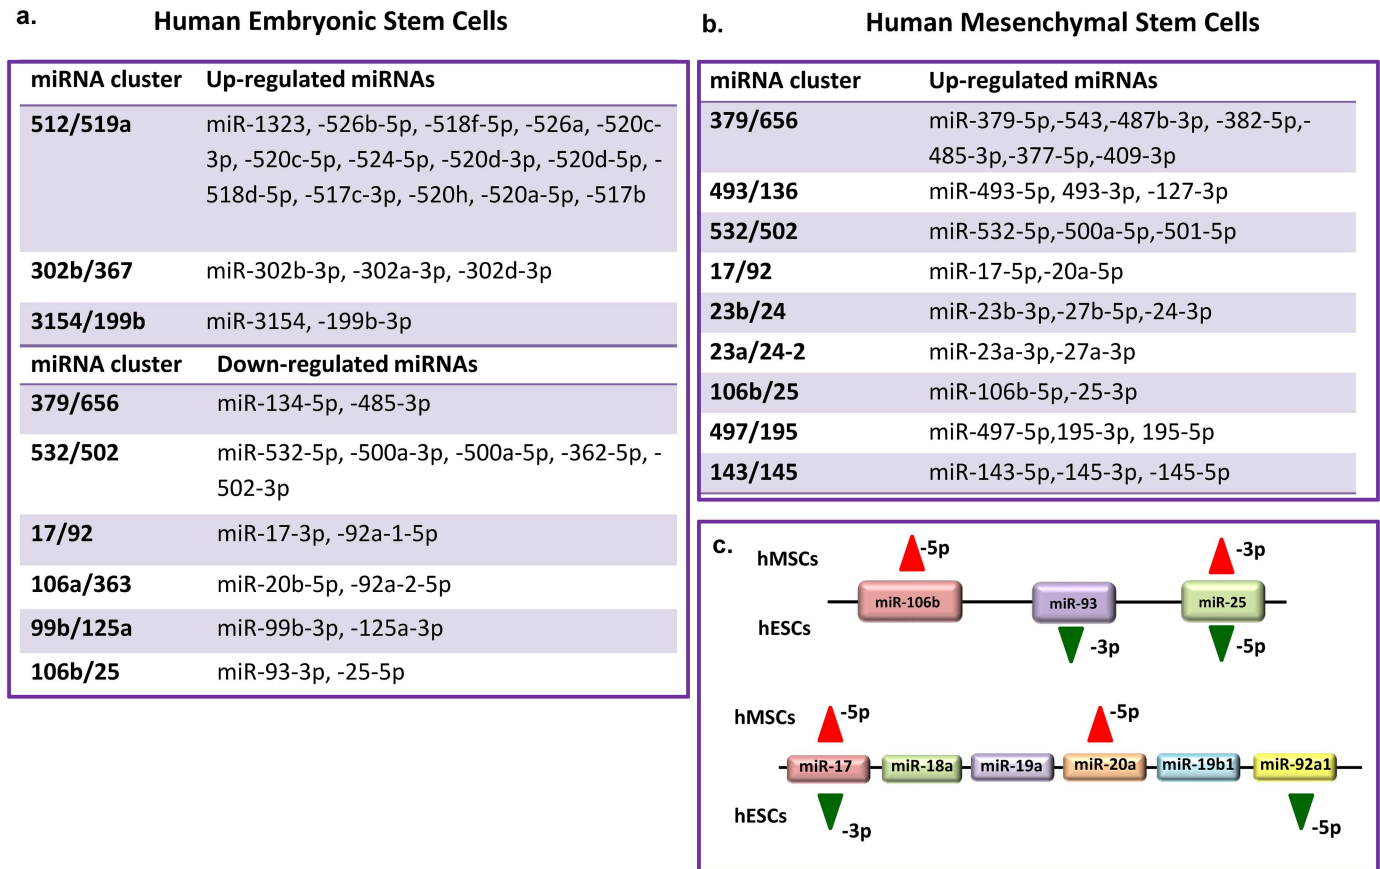 a.
Human Embryonic Stem Cells
miRNA cluster Up-regulated miRNAs
512/519a miR-1323, -526b-5p, -518f-5p, -526a, -520c-
3p, -520c-5p, -524-5p, -520d-3p, -520d-5p, -
518d-5p, -517c-3p, -520h, -520a-5p, -517b
302b/367 miR-302b-3p, -302a-3p, -302d-3p
3154/199b miR-3154, -199b-3p
miRNA cluster Down-regulated miRNAs
379/656 miR-134-5p, -485-3p
532/502 miR-532-5p, -500a-3p, -500a-5p, -362-5p, -
502-3p
17/92 miR-17-3p, -92a-1-5p
106a/363 miR-20b-5p, -92a-2-5p
99b/125a miR-99b-3p, -125a-3p
106b/25 miR-93-3p, -25-5p
b.
Human Mesenchymal Stem Cells
miRNA cluster Up-regulated miRNAs
379/656 miR-379-5p,-543,-487b-3p, -382-5p,-
485-3p,-377-5p,-409-3p
493/136 miR-493-5p, 493-3p, -127-3p
532/502 miR-532-5p,-500a-5p,-501-5p
17/92 miR-17-5p,-20a-5p
23b/24 miR-23b-3p,-27b-5p,-24-3p
23a/24-2 miR-23a-3p,-27a-3p
106b/25 miR-106b-5p,-25-3p
497/195 miR-497-5p,195-3p, 195-5p
143/145 miR-143-5p,-145-3p, -145-5p
c.
hMSCs -5p -3p
miR-106b miR-93 miR-25
hESCs -3p -5p
hMSCs -5p -5p
miR-17 miR-18a miR-19a miR-20a miR-19b1 miR-92a1
hESCs -3p -5p